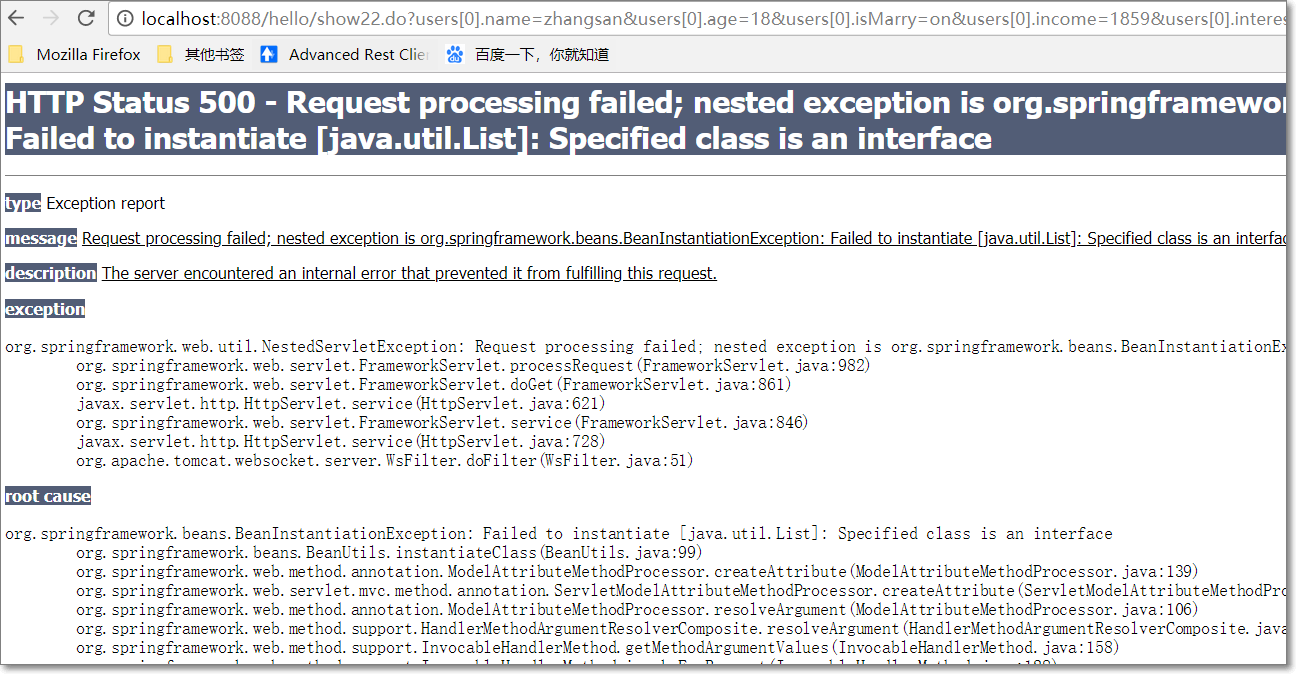 localhost:8088/hello/show22.do?users[0].name=zhangsan&users[0].age=18&users[0].isMarry=on&users[0].income=1859&users[0].interes
Mozilla Firefox 其他书签 Advanced Rest Clie 百度一下，你就知道
HTTP Status 500 - Request processing failed; nested exception is org.springframewor
Failed to instantiate [java.util.List]: Specified class is an interface
type Exception report
message Request processing failed; nested exception is org.springframework.beans.BeanInstantiationException: Failed to instantiate [java.util.List]: Specified class is an interfac
description The server encountered an internal error that prevented it from fulfilling this request.
exception
org.springframework.web.util.NestedServletException: Request processing failed; nested exception is org.springframework.beans.BeanInstantiationEx
org.springframework.web.servlet.FrameworkServlet.processRequest(FrameworkServlet.java:982)
org.springframework.web.servlet.FrameworkServlet.doGet(FrameworkServlet.java:861)
javax.servlet.http.HttpServlet.service(HttpServlet.java:621)
org.springframework.web.servlet.FrameworkServlet.service(FrameworkServlet.java:846)
javax.servlet.http.HttpServlet.service(HttpServlet.java:728)
org.apache.tomcat.websocket.server.WsFilter.doFilter(WsFilter.java:51)
root cause
org.springframework.beans.BeanInstantiationException: Failed to instantiate [java.util.List]: Specified class is an interface
org.springframework.beans.BeanUtils.instantiateClass(BeanUtils.java:99)
org.springframework.web.method.annotation.ModelAttributeMethodProcessor.createAttribute(ModelAttributeMethodProcessor.java:139)
org.springframework.web.servlet.mvc.method.annotation.ServletModelAttributeMethodProcessor.createAttribute(ServletModelAttributeMethodProc
org.springframework.web.method.annotation.ModelAttributeMethodProcessor.resolveArgument(ModelAttributeMethodProcessor.java:106)
org.springframework.web.method.support.HandlerMethodArgumentResolverComposite.resolveArgument(HandlerMethodArgumentResolverComposite.java
org.springframework.web.method.support.InvocableHandlerMethod.getMethodArgumentValues(InvocableHandlerMethod.java:158)